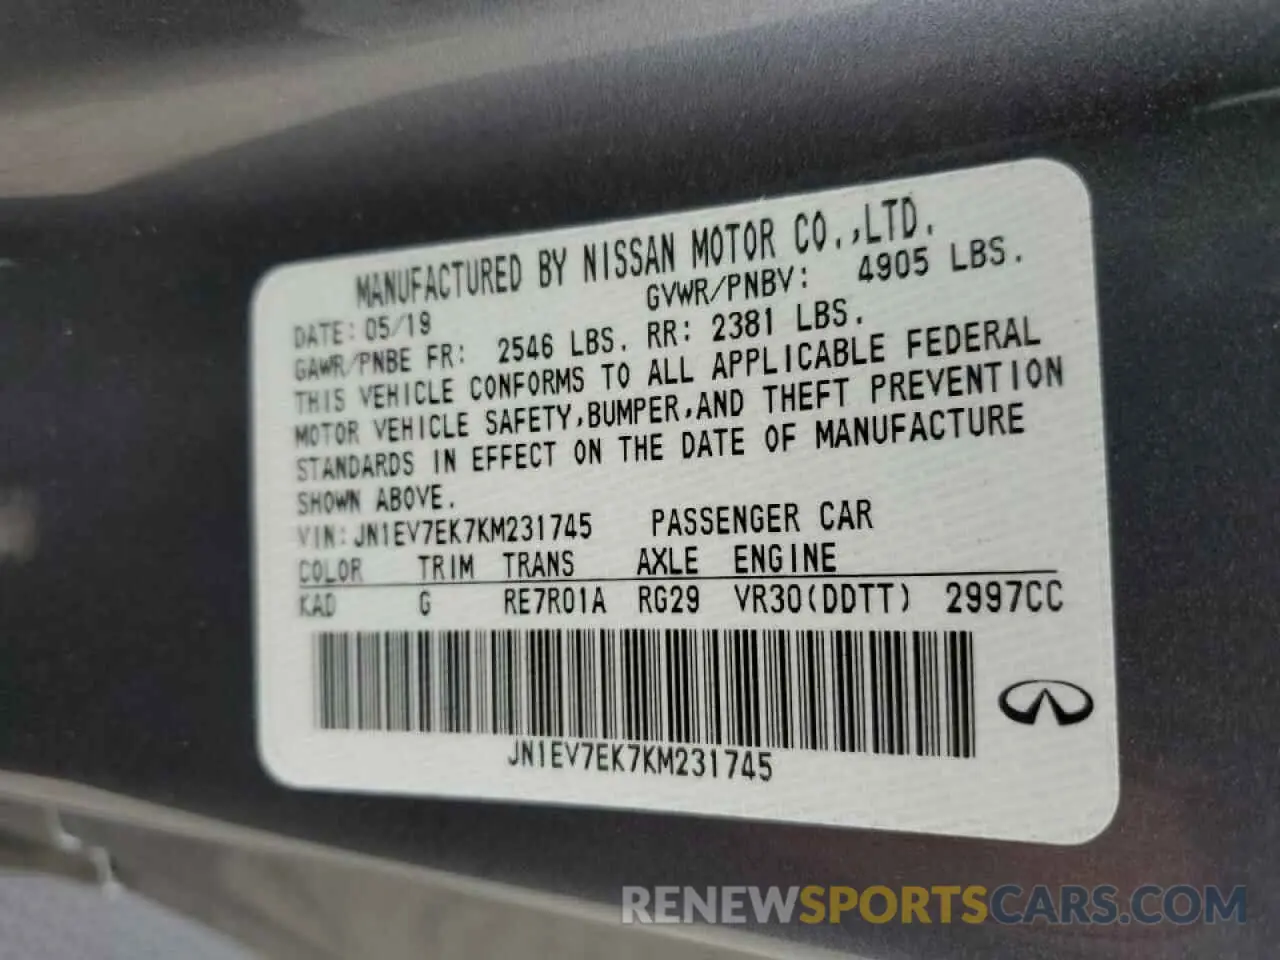 MANUFACTURED BY NISSAN MOTOR CO.,LTD.
DATE: 05/19 GVWR/PNBV: 4905 LBS.
GAWR/PNBE FR: 2546 LBS. RR: 2381 LBS.
THIS VEHICLE CONFORMS TO ALL APPLICABLE FEDERAL
MOTOR VEHICLE SAFETY,BUMPER,AND THEFT PREVENTION
STANDARDS IN EFFECT ON THE DATE OF MANUFACTURE
SHOWN ABOVE.
VIN:JN1EV7EK7KM231745 PASSENGER CAR
COLOR TRIM TRANS AXLE ENGINE
KAD G RE7R01A RG29 VR30(DDTT) 2997CC
JN1EV7EK7KM231745
RENEWSPORTSCARS.COM